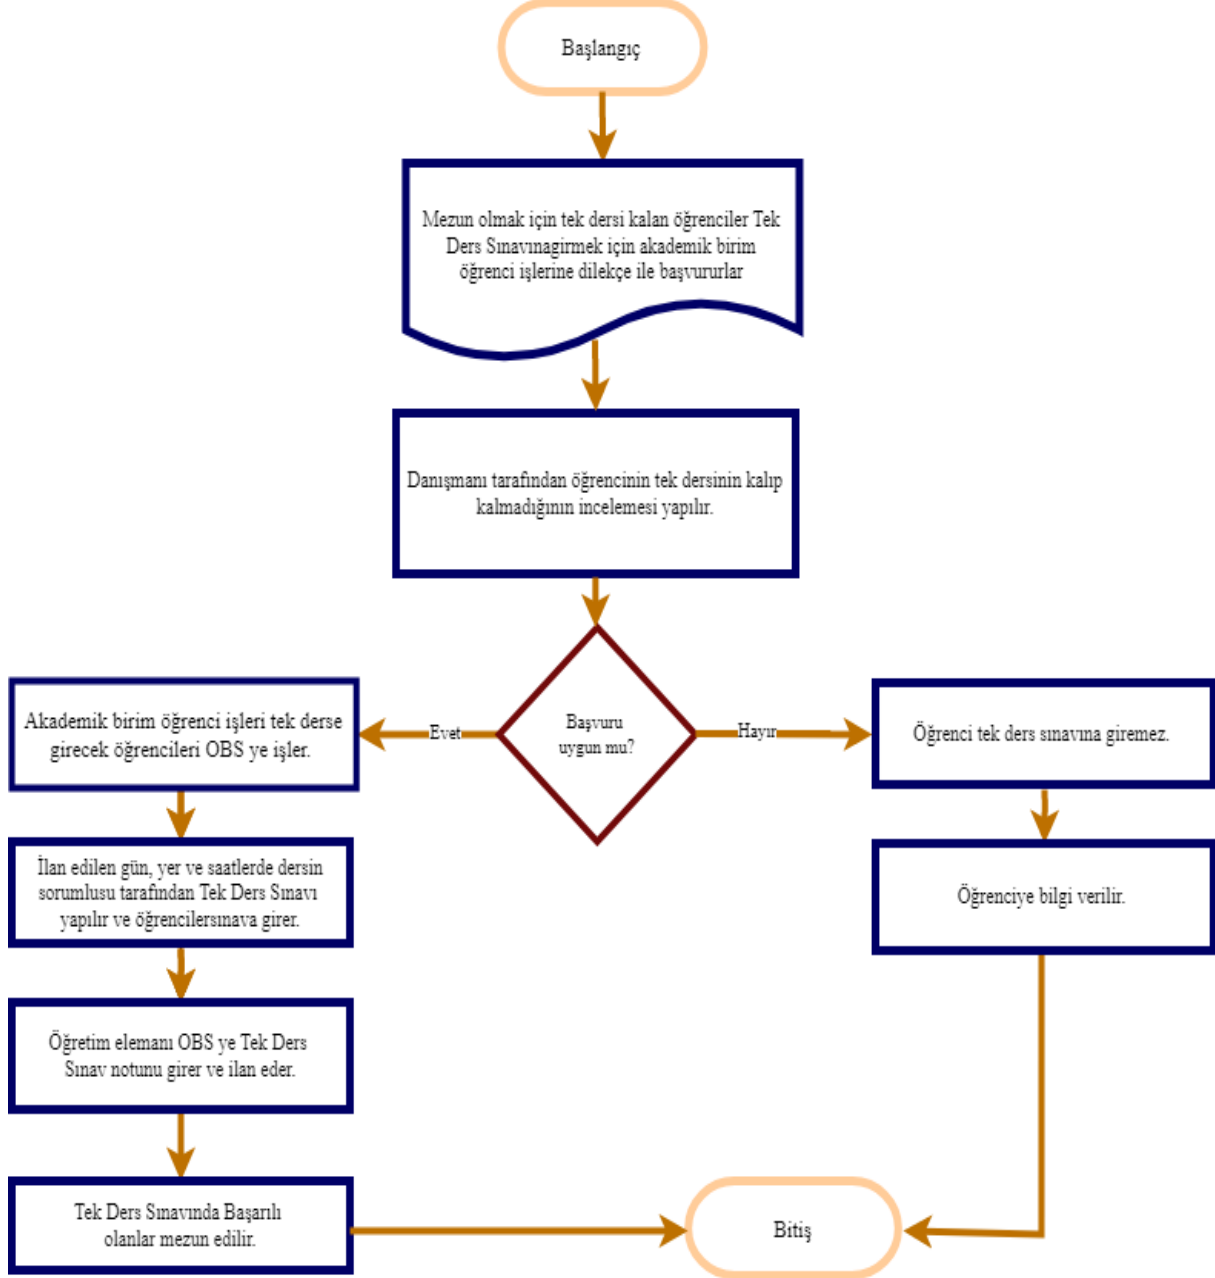 Başlangıç
Mezun olmak için tek dersi kalan öğrenciler Tek
Ders Sınavınagirmek için akademik birim
öğrenci işlerine dilekçe ile başvururlar
Danışmanı tarafından öğrencinin tek dersinin kalıp
kalmadığının incelemesi yapılır.
Başvuru
uygun mu?
Evet
Hayır
Akademik birim öğrenci işleri tek derse
girecek öğrencileri OBS ye işler.
İlan edilen gün, yer ve saatlerde dersin
sorumlusu tarafından Tek Ders Sınavı
yapılır ve öğrencilersınava girer.
Öğretim elemanı OBS ye Tek Ders
Sınav notunu girer ve ilan eder.
Tek Ders Sınavında Başarılı
olanlar mezun edilir.
Öğrenci tek ders sınavına giremez.
Öğrenciye bilgi verilir.
Bitiş